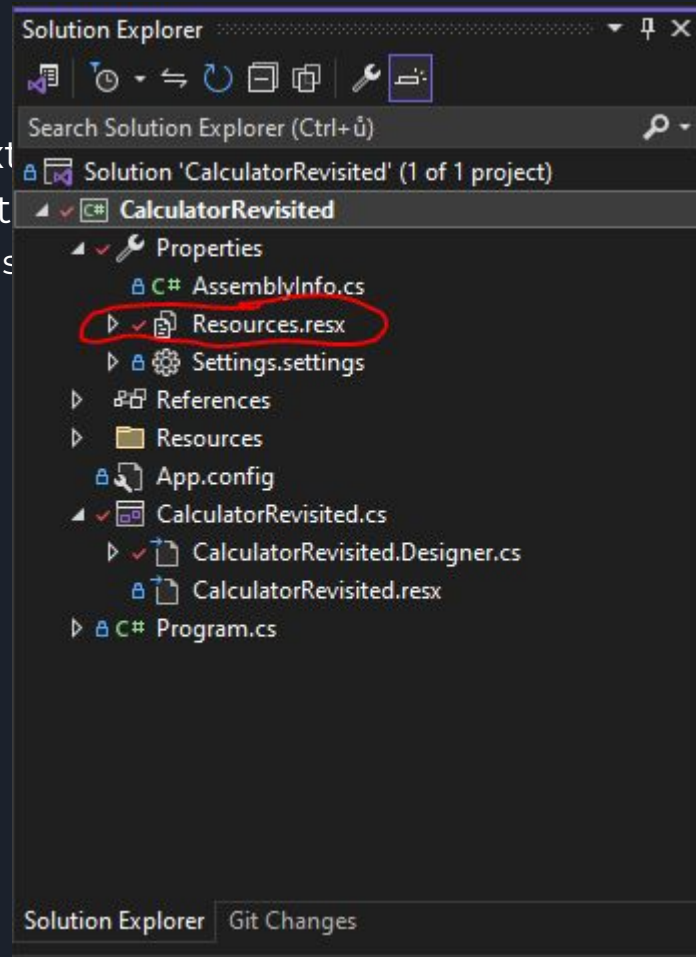 Solution Explorer
Search Solution Explorer (Ctrl+ů)
Solution 'CalculatorRevisited' (1 of 1 project)
C# CalculatorRevisited
Properties
C# AssemblyInfo.cs
Resources.resx
Settings.settings
References
Resources
App.config
CalculatorRevisited.cs
CalculatorRevisited.Designer.cs
CalculatorRevisited.resx
C# Program.cs
Solution Explorer Git Changes